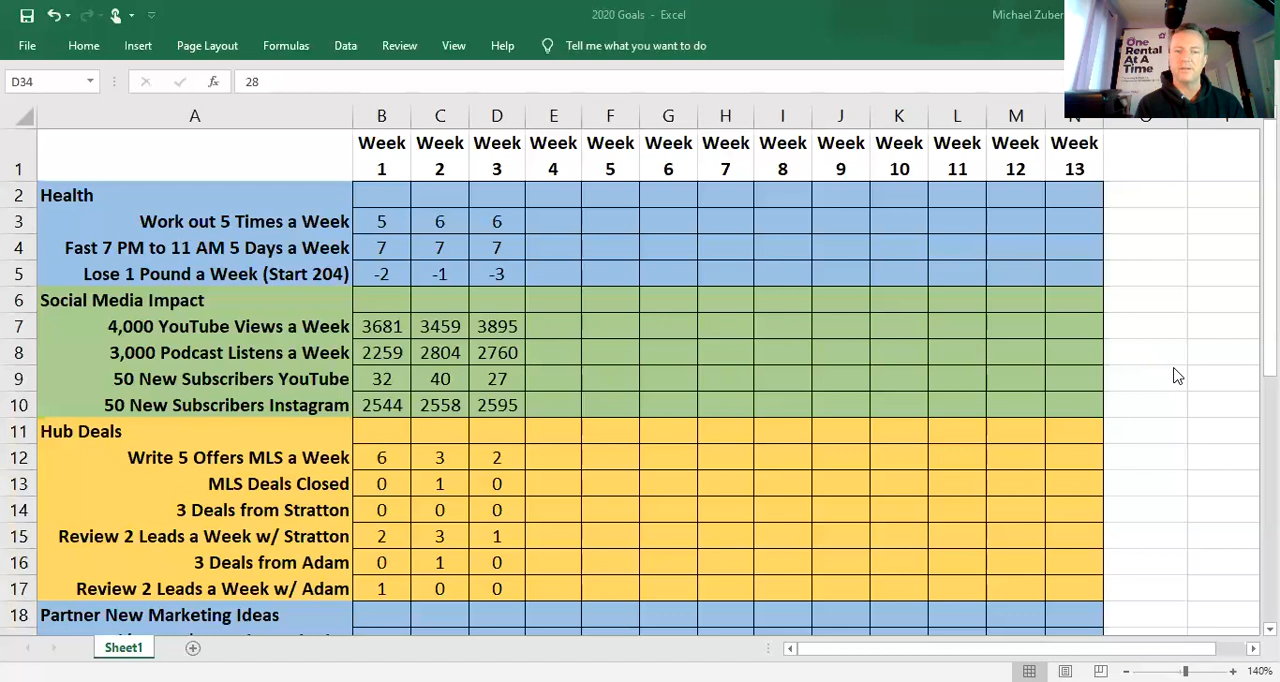 2020 Goals - Excel
Michael Zuber
File Home Insert Page Layout Formulas Data Review View Help Tell me what you want to do
One
Rental
At A
Time
D34 fx 28
A B C D E F G H I J K L M N
1 Week 1 Week 2 Week 3 Week 4 Week 5 Week 6 Week 7 Week 8 Week 9 Week 10 Week 11 Week 12 Week 13
2 Health
3 Work out 5 Times a Week 5 6 6
4 Fast 7 PM to 11 AM 5 Days a Week 7 7 7
5 Lose 1 Pound a Week (Start 204) -2 -1 -3
6 Social Media Impact
7 4,000 YouTube Views a Week 3681 3459 3895
8 3,000 Podcast Listens a Week 2259 2804 2760
9 50 New Subscribers YouTube 32 40 27
10 50 New Subscribers Instagram 2544 2558 2595
11 Hub Deals
12 Write 5 Offers MLS a Week 6 3 2
13 MLS Deals Closed 0 1 0
14 3 Deals from Stratton 0 0 0
15 Review 2 Leads a Week w/ Stratton 2 3 1
16 3 Deals from Adam 0 1 0
17 Review 2 Leads a Week w/ Adam 1 0 0
18 Partner New Marketing Ideas
Sheet1
140%